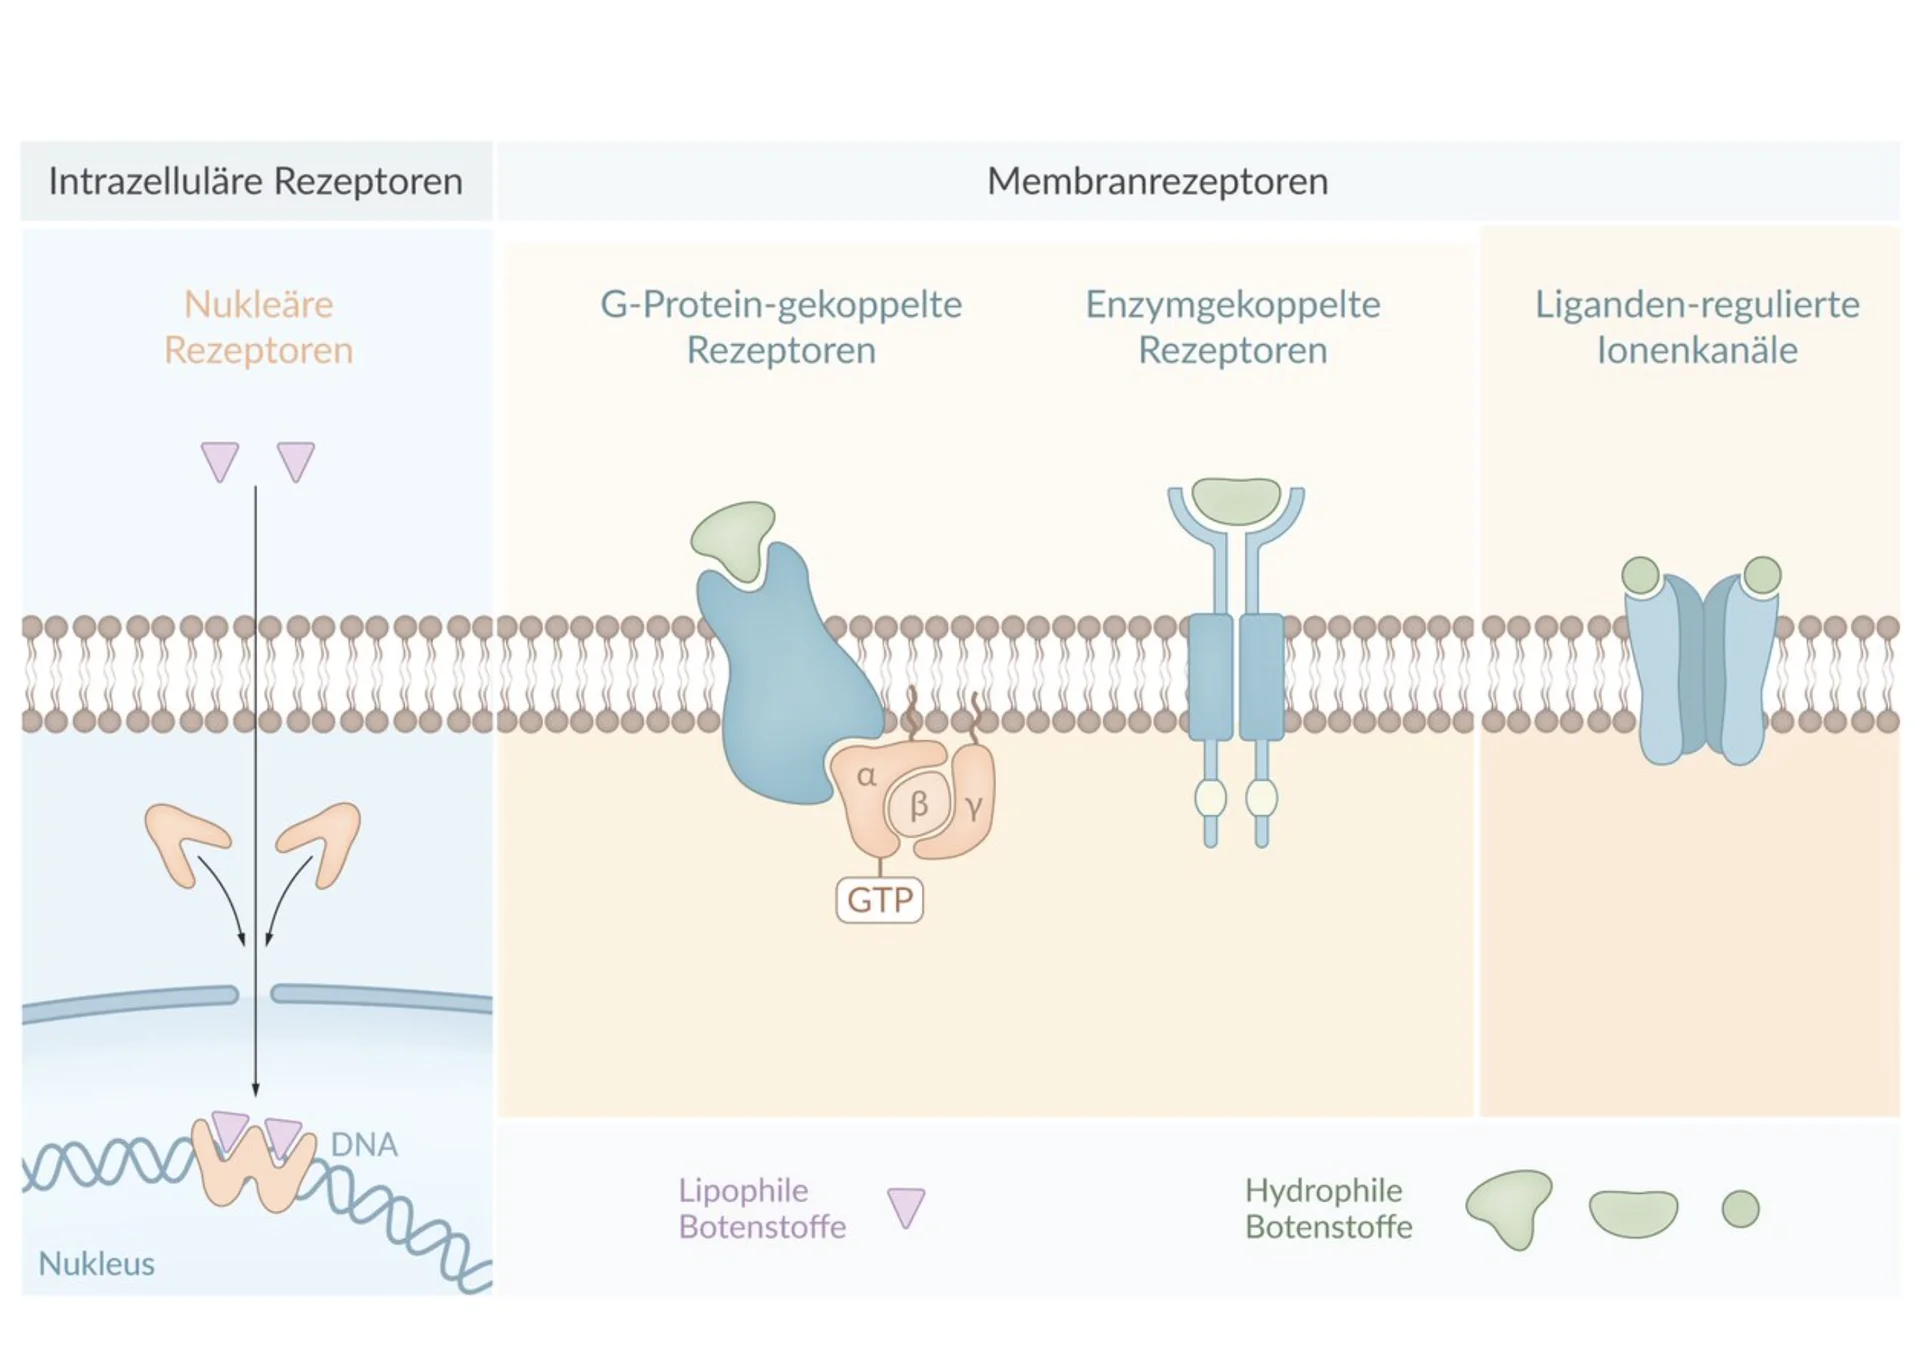 Intrazelluläre Rezeptoren
Membranrezeptoren
Nukleäre
Rezeptoren
G-Protein-gekoppelte
Rezeptoren
Enzymgekoppelte
Rezeptoren
Liganden-regulierte
Ionenkanäle
α
β
γ
GTP
DNA
Nukleus
Lipophile
Botenstoffe
Hydrophile
Botenstoffe